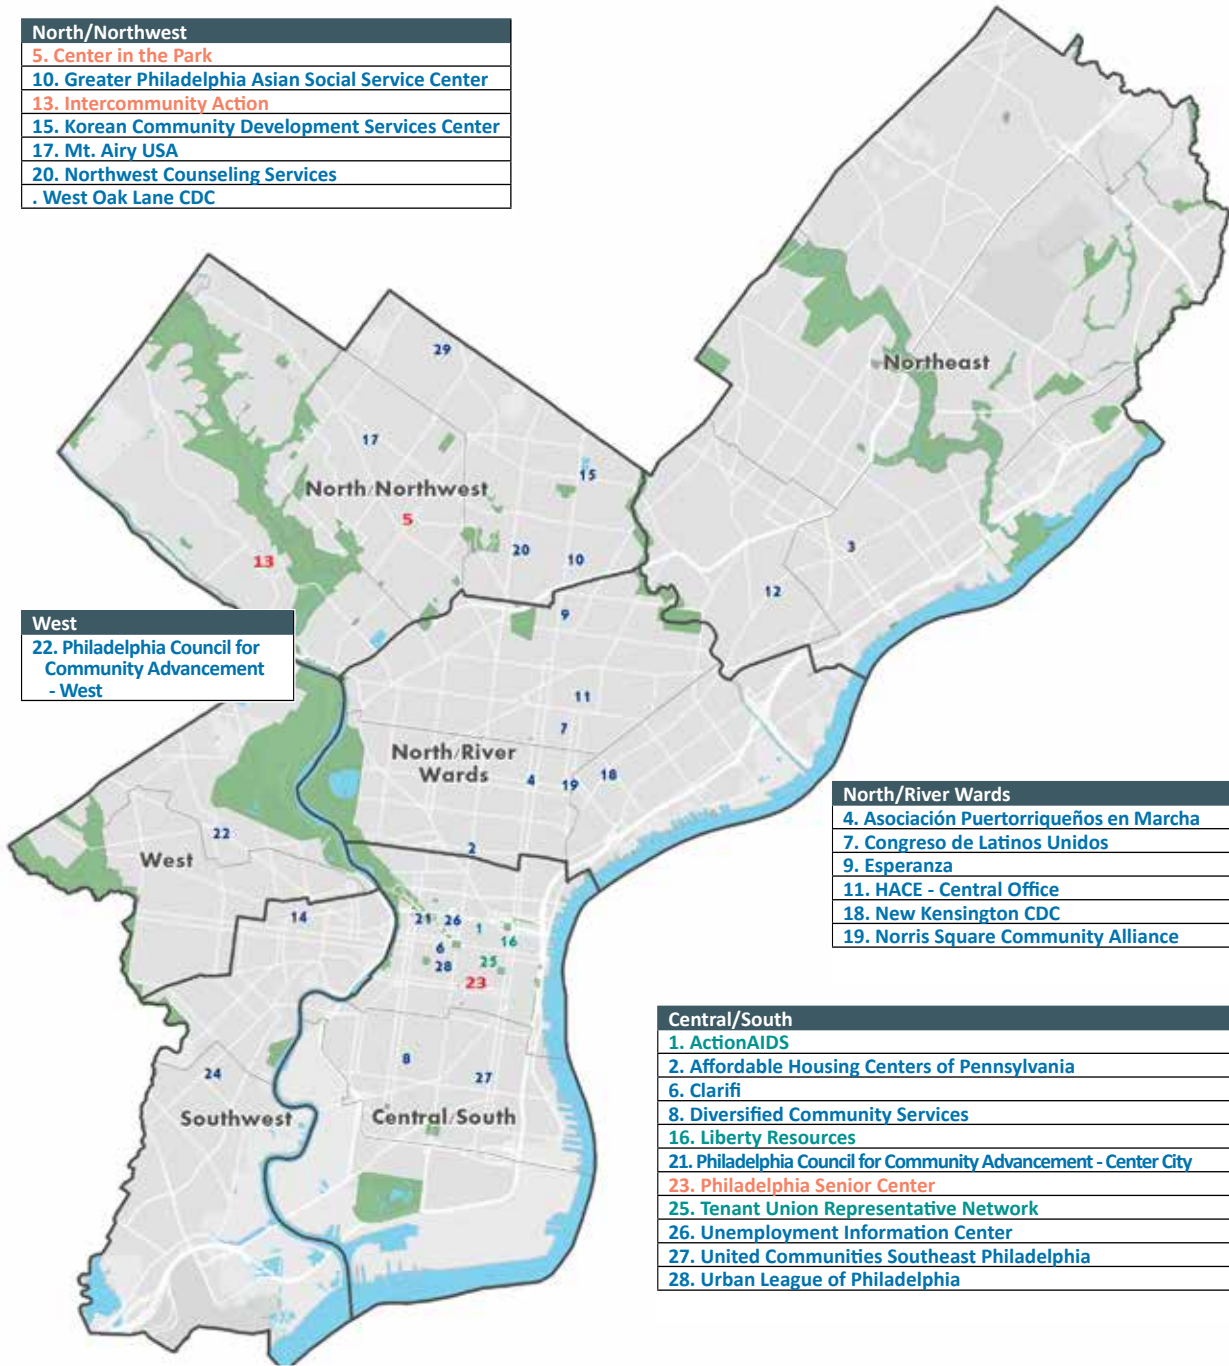 North/Northwest
5. Center in the Park
10. Greater Philadelphia Asian Social Service Center
13. Intercommunity Action
15. Korean Community Development Services Center
17. Mt. Airy USA
20. Northwest Counseling Services
. West Oak Lane CDC
29
Northeast
17
15
North/Northwest
5
3
20
13
10
12
9
West
22. Philadelphia Council for
Community Advancement
- West
11
7
North/River
Wards
4
19
18
North/River Wards
4. Asociación Puertorriqueños en Marcha
7. Congreso de Latinos Unidos
9. Esperanza
11. HACE - Central Office
18. New Kensington CDC
19. Norris Square Community Alliance
22
2
West
14
21
26
1
16
6
28
25
23
Central/South
1. ActionAIDS
2. Affordable Housing Centers of Pennsylvania
6. Clarifi
8. Diversified Community Services
16. Liberty Resources
21. Philadelphia Council for Community Advancement - Center City
23. Philadelphia Senior Center
25. Tenant Union Representative Network
26. Unemployment Information Center
27. United Communities Southeast Philadelphia
28. Urban League of Philadelphia
8
24
27
Southwest
Central/South